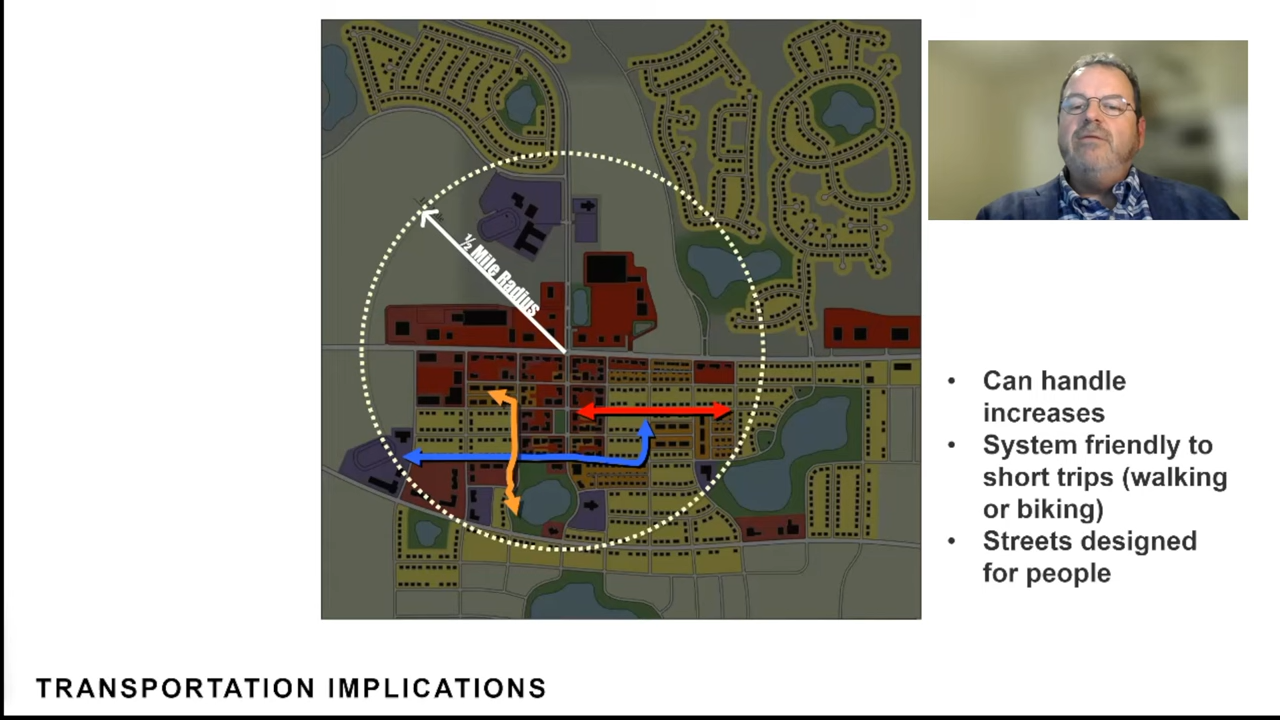 ½ Mile Radius
• Can handle
increases
• System friendly to
short trips (walking
or biking)
• Streets designed
for people
TRANSPORTATION IMPLICATIONS